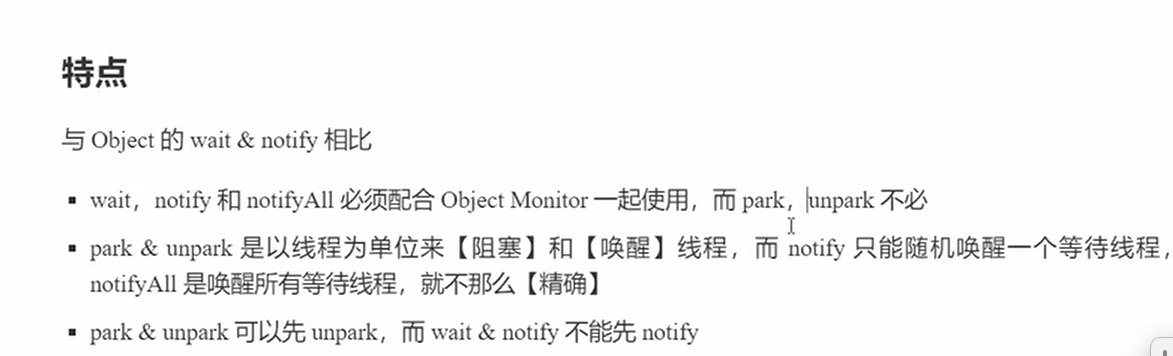 特点
与 Object 的 wait & notify 相比
▪ wait，notify 和 notifyAll 必须配合 Object Monitor 一起使用，而 park，unpark 不必
▪ park & unpark 是以线程为单位来【阻塞】和【唤醒】线程，而 notify 只能随机唤醒一个等待线程，
notifyAll 是唤醒所有等待线程，就不那么【精确】
▪ park & unpark 可以先 unpark，而 wait & notify 不能先 notify